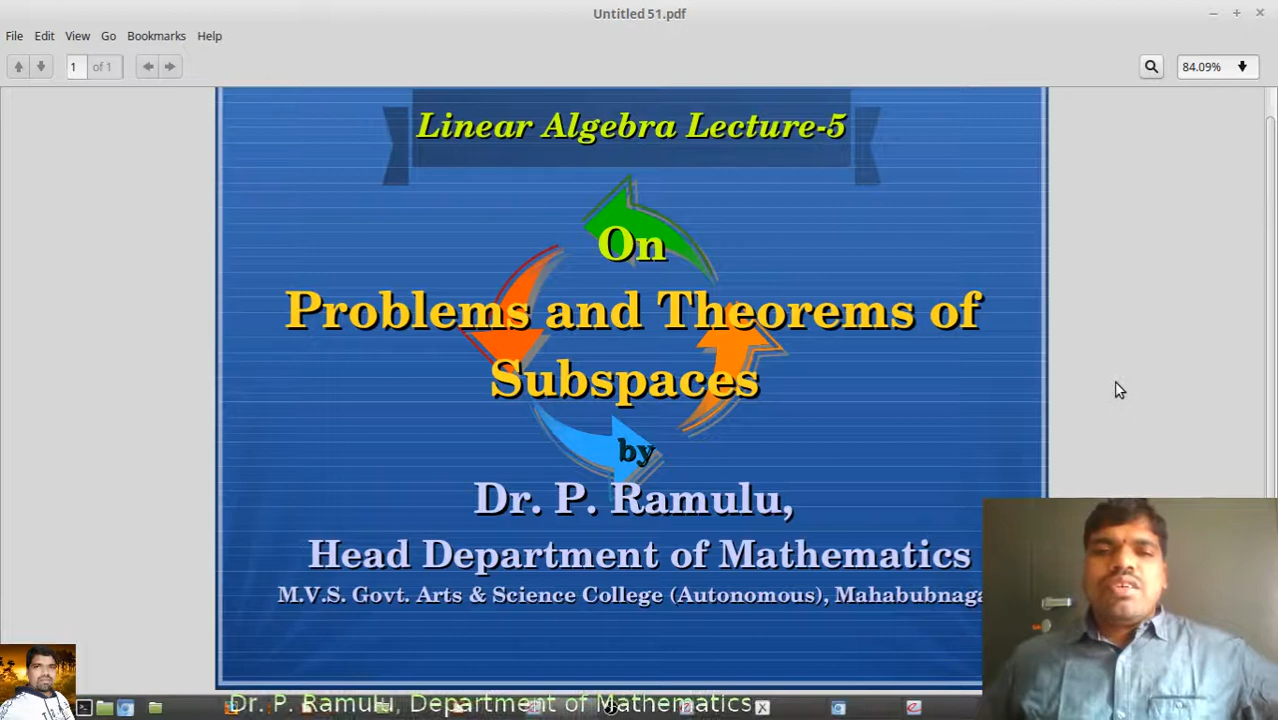 Untitled 51.pdf
File Edit View Go Bookmarks Help
1 of 1 84.09%
Linear Algebra Lecture-5
On
Problems and Theorems of
Subspaces
by
Dr. P. Ramulu,
Head Department of Mathematics
M.V.S. Govt. Arts & Science College (Autonomous), Mahabubnaga
Dr. P. Ramulu, Department of Mathematics